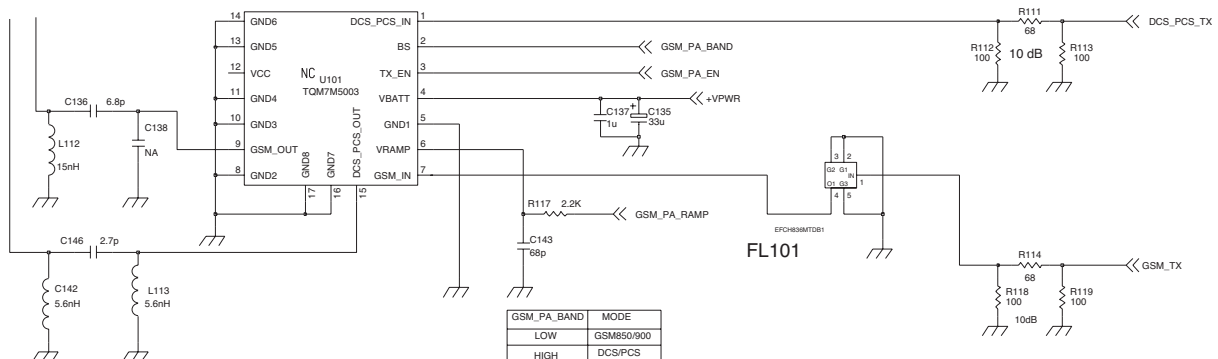 14 GND6
13 GND5
12 VCC
11 GND4
10 GND3
9 GSM_OUT
8 GND2
NC U101
TQM7M5003
GND8 17
GND7 16
DCS_PCS_OUT 15
DCS_PCS_IN 1
BS 2
TX_EN 3
VBATT 4
GND1 5
VRAMP 6
GSM_IN 7
GSM_PA_BAND
GSM_PA_EN
+VPWR
C137
1u
+
C135
33u
R117 2.2K
GSM_PA_RAMP
C143
68p
R111
68
DCS_PCS_TX
R112
100
10 dB
R113
100
C136 6.8p
C138
NA
L112
15nH
C146 2.7p
C142
5.6nH
L113
5.6nH
3 2
G2 G1
IN 1
O1 G3
4 5
EFCH836MTDB1
FL101
R114
68
GSM_TX
R118
100
R119
100
10dB
GSM_PA_BAND MODE
LOW GSM850/900
HIGH DCS/PCS